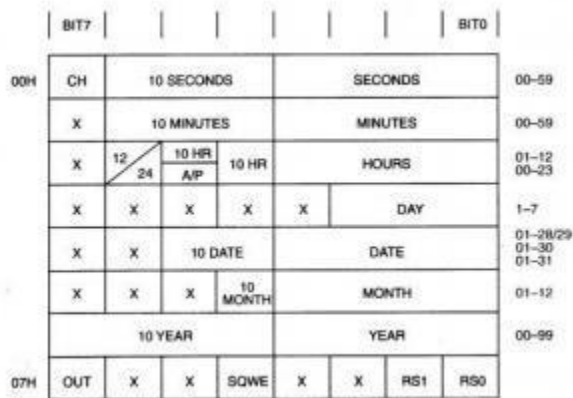 BIT7 BIT0
00H CH 10 SECONDS SECONDS 00–59
X 10 MINUTES MINUTES 00–59
X 12/24 10 HR A/P 10 HR HOURS 01–12 00–23
X X X X X DAY 1–7
X X 10 DATE DATE 01–28/29 01–30 01–31
X X X 10 MONTH MONTH 01–12
10 YEAR YEAR 00–99
07H OUT X X SQWE X X RS1 RS0